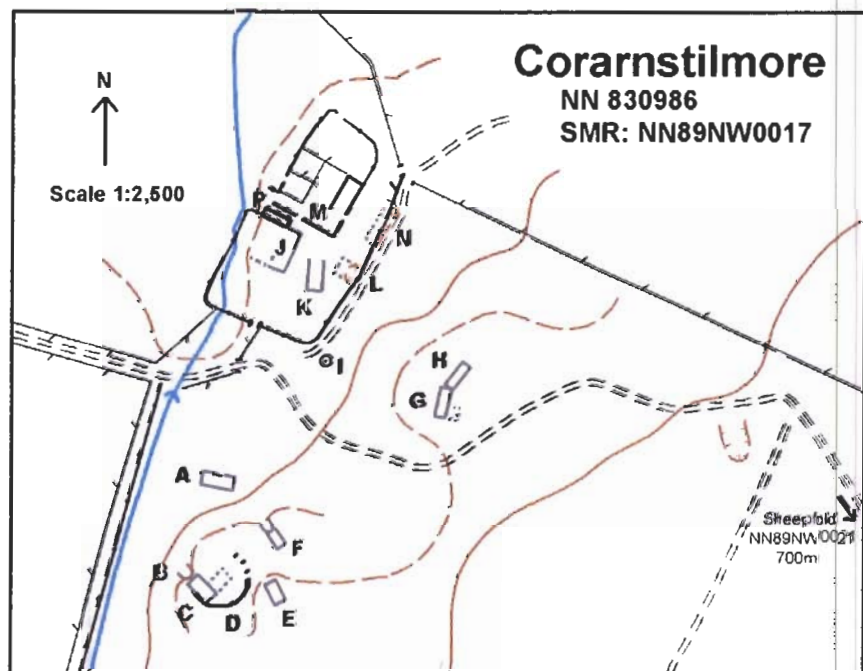 Corarnstilmore
NN 830986
SMR: NN89NW0017
N
Scale 1:2,500
P
M
J
N
L
K
I
H
G
A
F
B
C
D
E
Sheepfold
NN89NW0021
700m